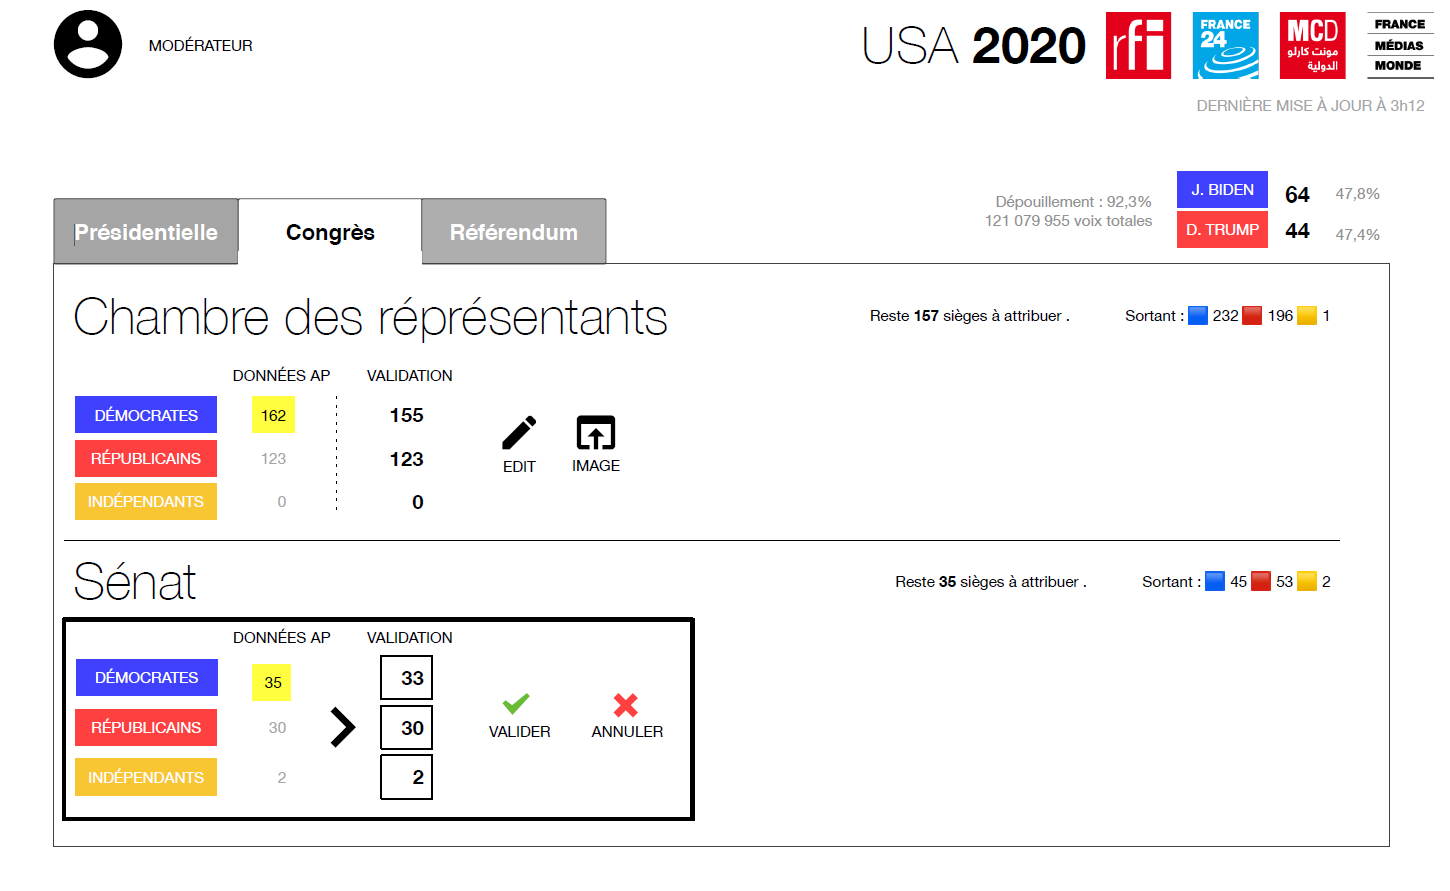 MODÉRATEUR
USA 2020
rfi
FRANCE
24
MCD
مونت كارلو
الدولية
FRANCE
MÉDIAS
MONDE
DERNIÈRE MISE À JOUR À 3h12
Dépouillement : 92,3%
121 079 955 voix totales
J. BIDEN 64 47,8%
D. TRUMP 44 47,4%
Présidentielle Congrès Référendum
Chambre des réprésentants
Reste 157 sièges à attribuer .
Sortant : 232 196 1
DONNÉES AP VALIDATION
DÉMOCRATES 162 155
RÉPUBLICAINS 123 123
INDÉPENDANTS 0 0
EDIT IMAGE
Sénat
Reste 35 sièges à attribuer .
Sortant : 45 53 2
DONNÉES AP VALIDATION
DÉMOCRATES 35 33
RÉPUBLICAINS 30 30
INDÉPENDANTS 2 2
VALIDER ANNULER